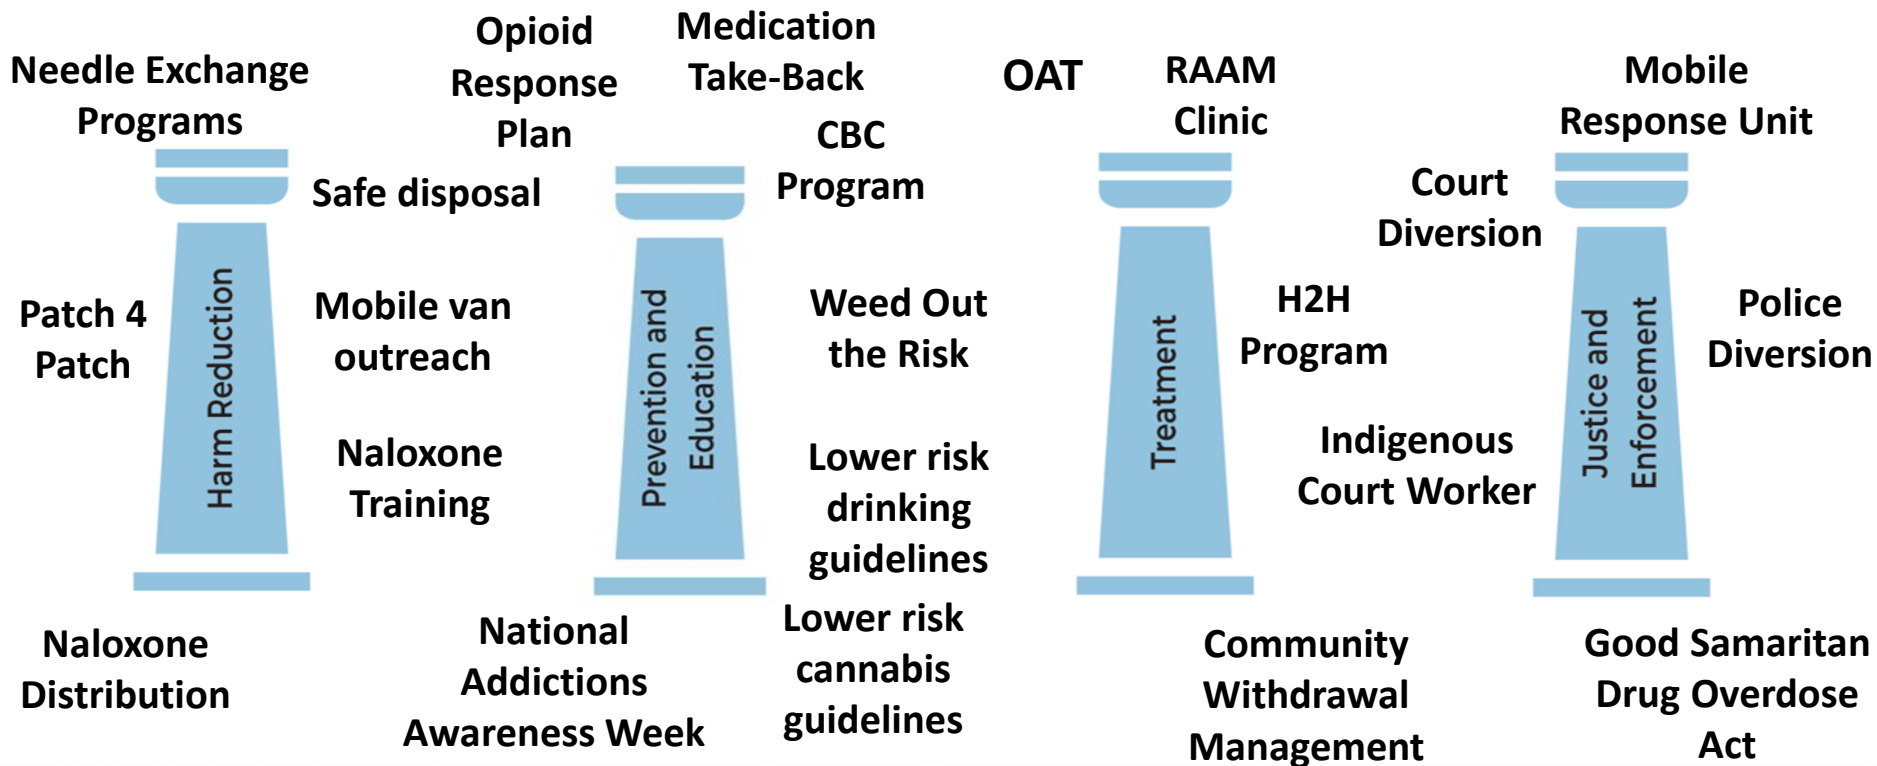 Needle Exchange
Programs
Safe disposal
Patch 4
Patch
Harm Reduction
Mobile van
outreach
Naloxone
Training
Naloxone
Distribution
Opioid
Response
Plan
Medication
Take-Back
CBC
Program
Prevention and
Education
Weed Out
the Risk
Lower risk
drinking
guidelines
National
Addictions
Awareness Week
Lower risk
cannabis
guidelines
OAT
RAAM
Clinic
Treatment
H2H
Program
Community
Withdrawal
Management
Mobile
Response Unit
Court
Diversion
Justice and
Enforcement
Police
Diversion
Indigenous
Court Worker
Good Samaritan
Drug Overdose
Act